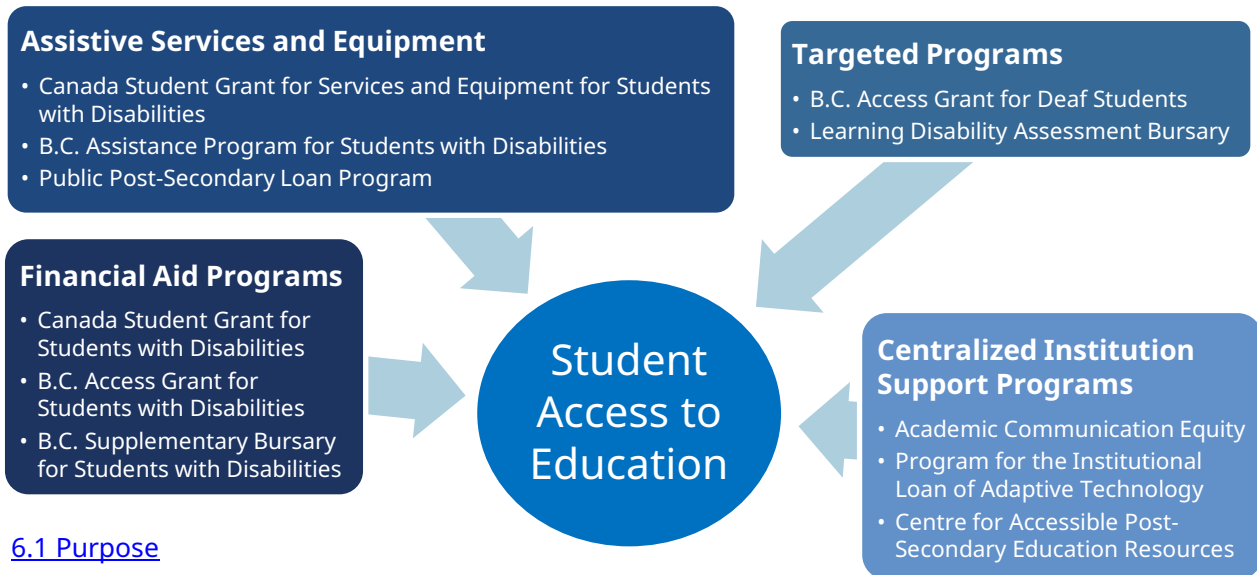 Assistive Services and Equipment
• Canada Student Grant for Services and Equipment for Students
with Disabilities
• B.C. Assistance Program for Students with Disabilities
• Public Post-Secondary Loan Program
Targeted Programs
• B.C. Access Grant for Deaf Students
• Learning Disability Assessment Bursary
Financial Aid Programs
• Canada Student Grant for
Students with Disabilities
• B.C. Access Grant for
Students with Disabilities
• B.C. Supplementary Bursary
for Students with Disabilities
Student
Access to
Education
Centralized Institution
Support Programs
• Academic Communication Equity
• Program for the Institutional
Loan of Adaptive Technology
• Centre for Accessible Post-
Secondary Education Resources
6.1 Purpose